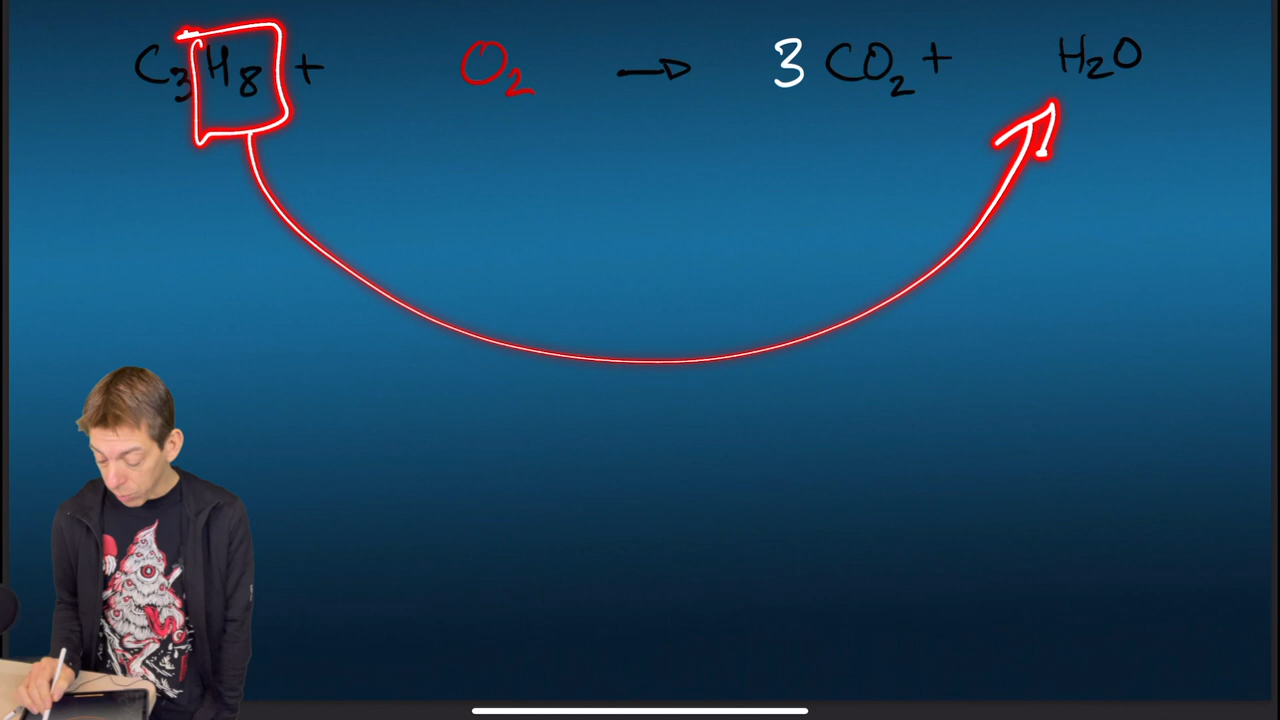 C₃H₈ + O₂ → 3 CO₂ + H₂O